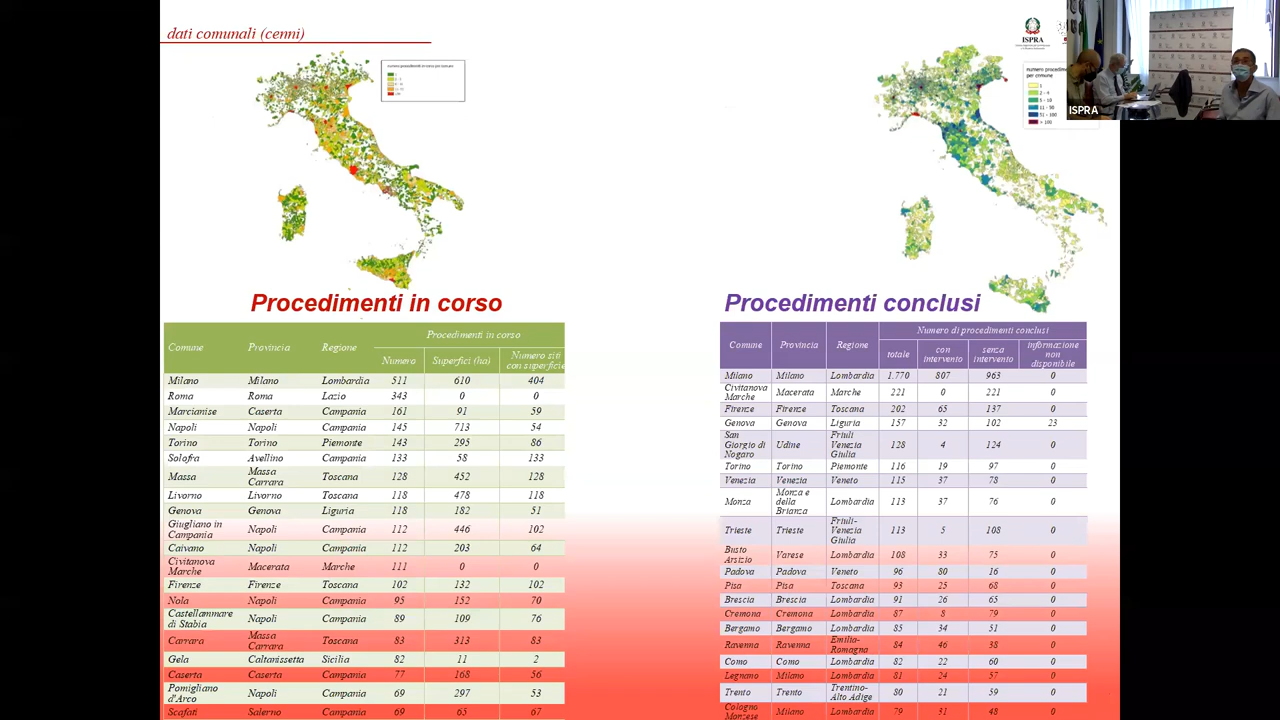 dati comunali (cenni)
ISPRA
ISPRA
numero procedimenti in corso per comune
numero procedim
per comune
1
2 - 4
5 - 10
11 - 50
51 - 100
> 100
Procedimenti in corso
Procedimenti conclusi
Comune Provincia Regione Procedimenti in corso
Numero Superfici (ha) Numero siti con superficie
Milano Milano Lombardia 511 610 404
Roma Roma Lazio 343 0 0
Marcianise Caserta Campania 161 91 59
Napoli Napoli Campania 145 713 54
Torino Torino Piemonte 143 295 86
Solofra Avellino Campania 133 58 133
Massa Massa Carrara Toscana 128 452 128
Livorno Livorno Toscana 118 478 118
Genova Genova Liguria 118 182 51
Giugliano in Campania Napoli Campania 112 446 102
Caivano Napoli Campania 112 203 64
Civitanova Marche Macerata Marche 111 0 0
Firenze Firenze Toscana 102 132 102
Nola Napoli Campania 95 152 70
Castellammare di Stabia Napoli Campania 89 109 76
Carrara Massa Carrara Toscana 83 313 83
Gela Caltanissetta Sicilia 82 11 2
Caserta Caserta Campania 77 168 56
Pomigliano d'Arco Napoli Campania 69 297 53
Scafati Salerno Campania 69 65 67
Comune Provincia Regione Numero di procedimenti conclusi
totale con intervento senza intervento informazione non disponibile
Milano Milano Lombardia 1.770 807 963 0
Civitanova Marche Macerata Marche 221 0 221 0
Firenze Firenze Toscana 202 65 137 0
Genova Genova Liguria 157 32 102 23
San Giorgio di Nogaro Udine Friuli Venezia Giulia 128 4 124 0
Torino Torino Piemonte 116 19 97 0
Venezia Venezia Veneto 115 37 78 0
Monza Monza e della Brianza Lombardia 113 37 76 0
Trieste Trieste Friuli-Venezia Giulia 113 5 108 0
Busto Arsizio Varese Lombardia 108 33 75 0
Padova Padova Veneto 96 80 16 0
Pisa Pisa Toscana 93 25 68 0
Brescia Brescia Lombardia 91 26 65 0
Cremona Cremona Lombardia 87 8 79 0
Bergamo Bergamo Lombardia 85 34 51 0
Ravenna Ravenna Emilia-Romagna 84 46 38 0
Como Como Lombardia 82 22 60 0
Legnano Milano Lombardia 81 24 57 0
Trento Trento Trentino-Alto Adige 80 21 59 0
Cologno Monzese Milano Lombardia 79 31 48 0